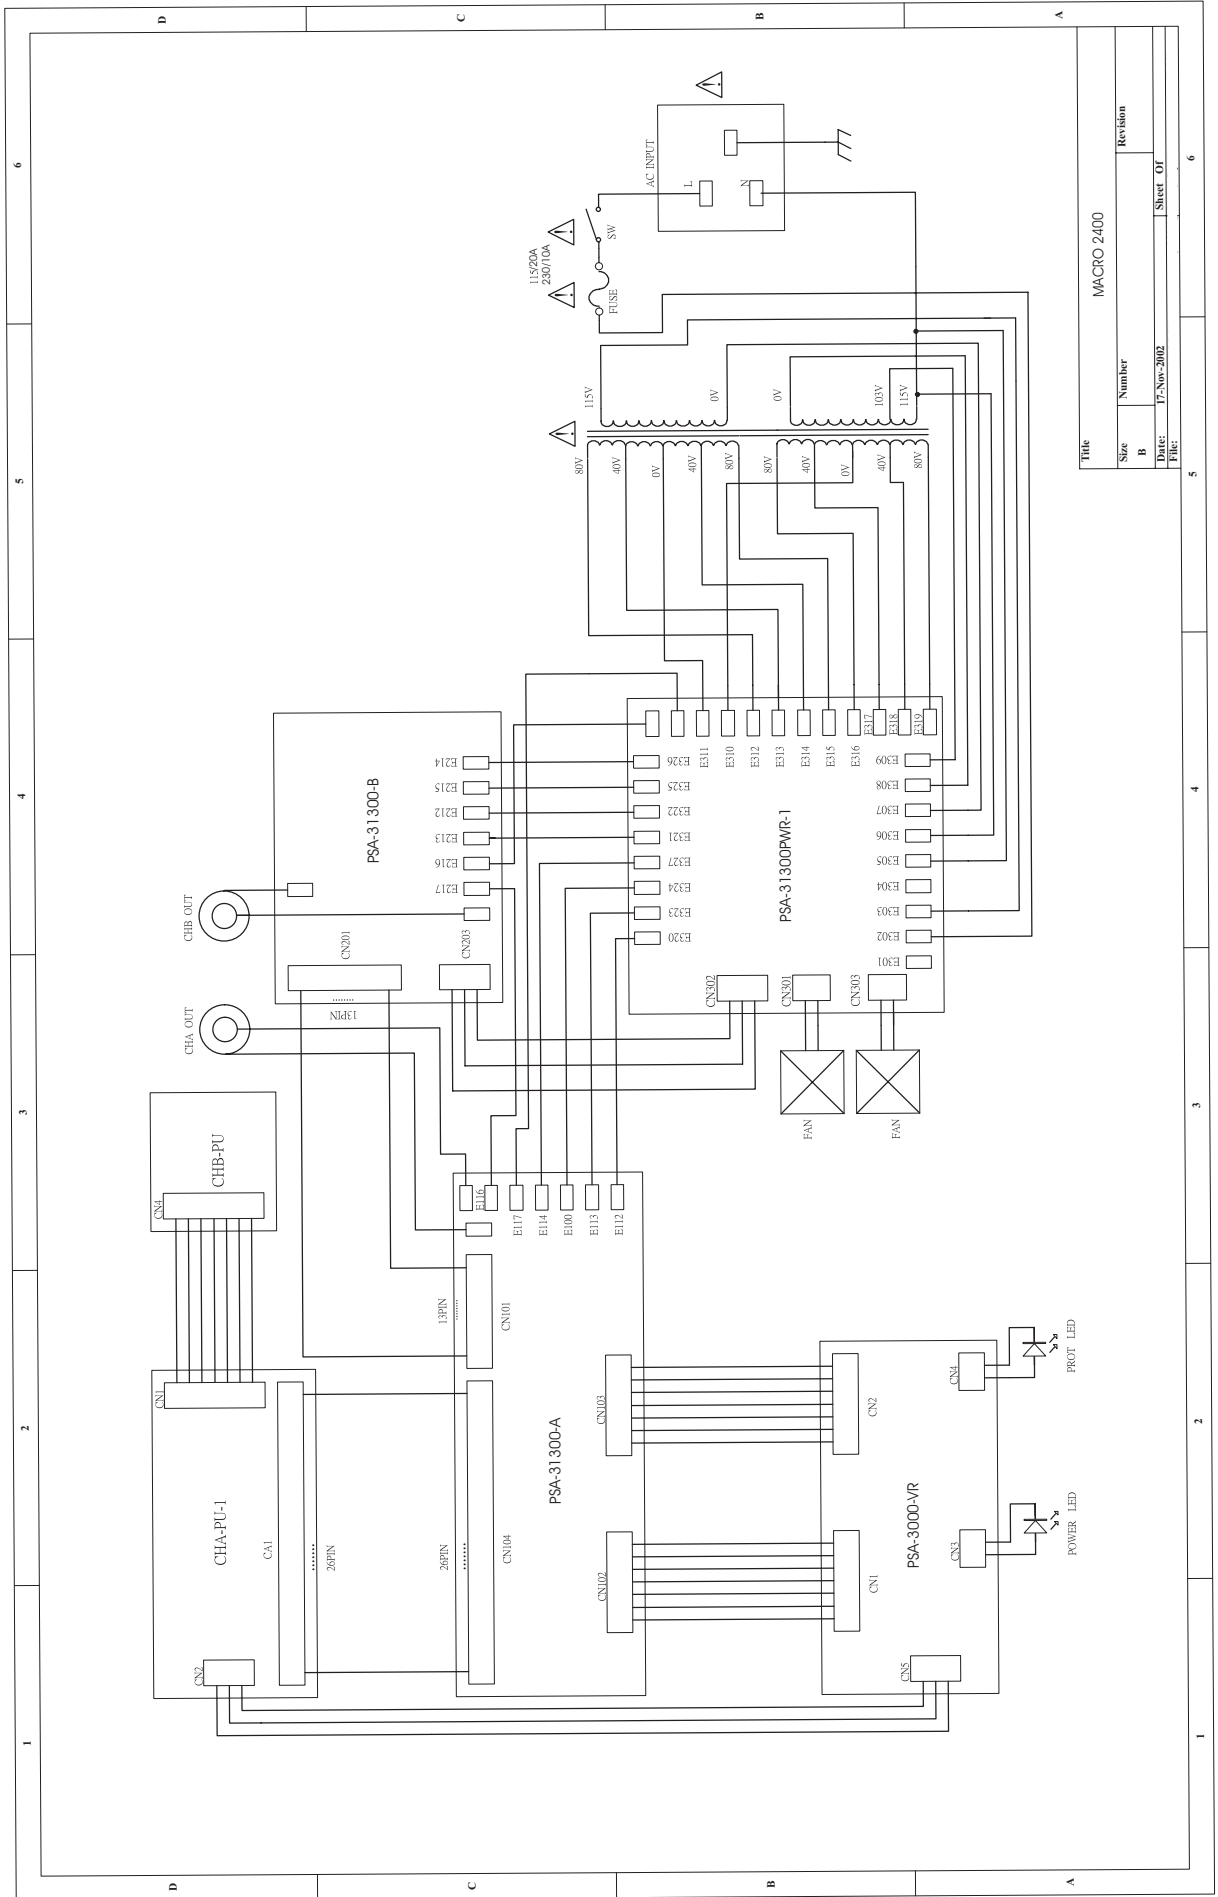 1
2
3
4
5
6
D
C
B
A
CHA-PU-1
CN2
CA1
26PIN
CN1
CHB-PU
CN4
CHA OUT
CHB OUT
26PIN
CN104
13PIN
CN101
PSA-31300-A
E116
E117
E114
E100
E113
E112
CN102
CN103
13PIN
CN201
CN203
PSA-31300-B
E217
E216
E213
E212
E215
E214
CN302
CN301
CN303
FAN
FAN
PSA-31300PWR-1
E320
E323
E324
E327
E321
E322
E325
E326
E311
E310
E312
E313
E314
E315
E316
E317
E318
E319
E301
E302
E303
E304
E305
E306
E307
E308
E309
80V
40V
0V
40V
80V
80V
40V
0V
40V
80V
115V
0V
0V
103V
115V
115/20A
230/10A
FUSE
SW
AC INPUT
L
N
CN1
CN2
PSA-3000-VR
CN5
CN3
CN4
POWER LED
PROT LED
Title
MACRO 2400
Size
B
Number
Revision
Date: 17-Nov-2002
Sheet Of
File:
1
2
3
4
5
6
D
C
B
A